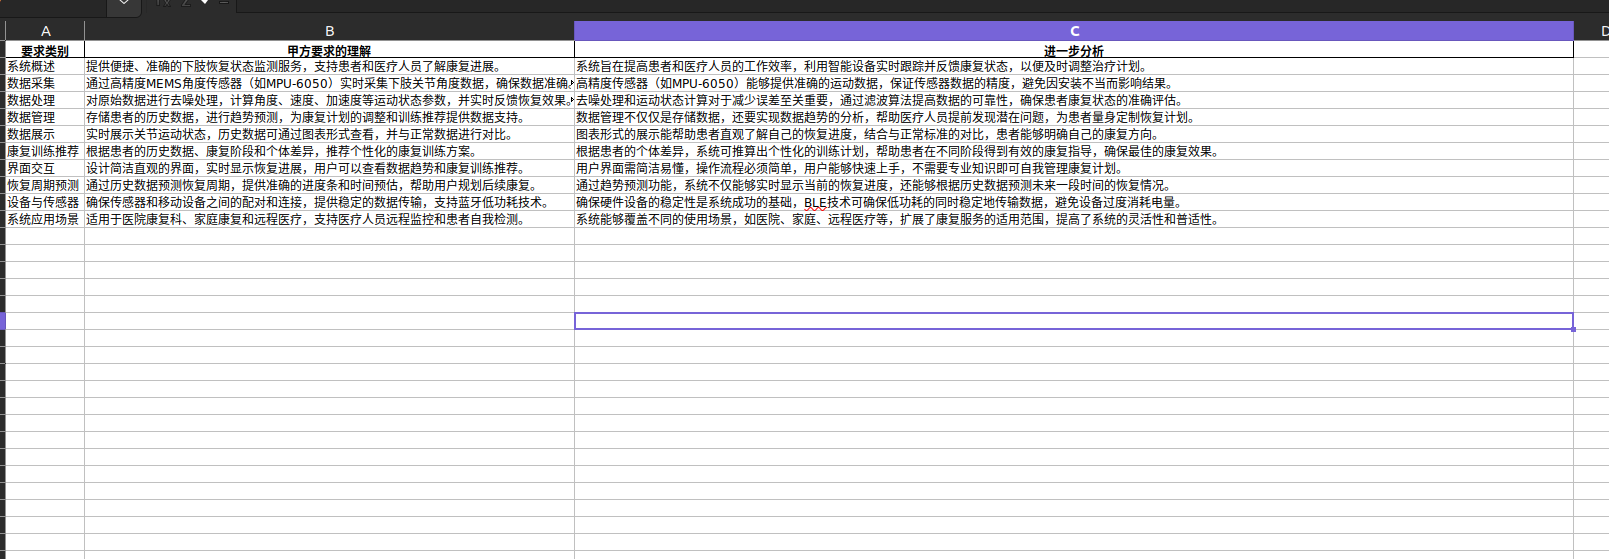 A B C D
要求类别 甲方要求的理解 进一步分析
系统概述 提供便捷、准确的下肢恢复状态监测服务，支持患者和医疗人员了解康复进展。 系统旨在提高患者和医疗人员的工作效率，利用智能设备实时跟踪并反馈康复状态，以便及时调整治疗计划。
数据采集 通过高精度MEMS角度传感器（如MPU-6050）实时采集下肢关节角度数据，确保数据准确 高精度传感器（如MPU-6050）能够提供准确的运动数据，保证传感器数据的精度，避免因安装不当而影响结果。
数据处理 对原始数据进行去噪处理，计算角度、速度、加速度等运动状态参数，并实时反馈恢复效果。 去噪处理和运动状态计算对于减少误差至关重要，通过滤波算法提高数据的可靠性，确保患者康复状态的准确评估。
数据管理 存储患者的历史数据，进行趋势预测，为康复计划的调整和训练推荐提供数据支持。 数据管理不仅仅是存储数据，还要实现数据趋势的分析，帮助医疗人员提前发现潜在问题，为患者量身定制恢复计划。
数据展示 实时展示关节运动状态，历史数据可通过图表形式查看，并与正常数据进行对比。 图表形式的展示能帮助患者直观了解自己的恢复进度，结合与正常标准的对比，患者能够明确自己的康复方向。
康复训练推荐 根据患者的历史数据、康复阶段和个体差异，推荐个性化的康复训练方案。 根据患者的个体差异，系统可推算出个性化的训练计划，帮助患者在不同阶段得到有效的康复指导，确保最佳的康复效果。
界面交互 设计简洁直观的界面，实时显示恢复进展，用户可以查看数据趋势和康复训练推荐。 用户界面需简洁易懂，操作流程必须简单，用户能够快速上手，不需要专业知识即可自我管理康复计划。
恢复周期预测 通过历史数据预测恢复周期，提供准确的进度条和时间预估，帮助用户规划后续康复。 通过趋势预测功能，系统不仅能够实时显示当前的恢复进度，还能够根据历史数据预测未来一段时间的恢复情况。
设备与传感器 确保传感器和移动设备之间的配对和连接，提供稳定的数据传输，支持蓝牙低功耗技术。 确保硬件设备的稳定性是系统成功的基础，BLE技术可确保低功耗的同时稳定地传输数据，避免设备过度消耗电量。
系统应用场景 适用于医院康复科、家庭康复和远程医疗，支持医疗人员远程监控和患者自我检测。 系统能够覆盖不同的使用场景，如医院、家庭、远程医疗等，扩展了康复服务的适用范围，提高了系统的灵活性和普适性。